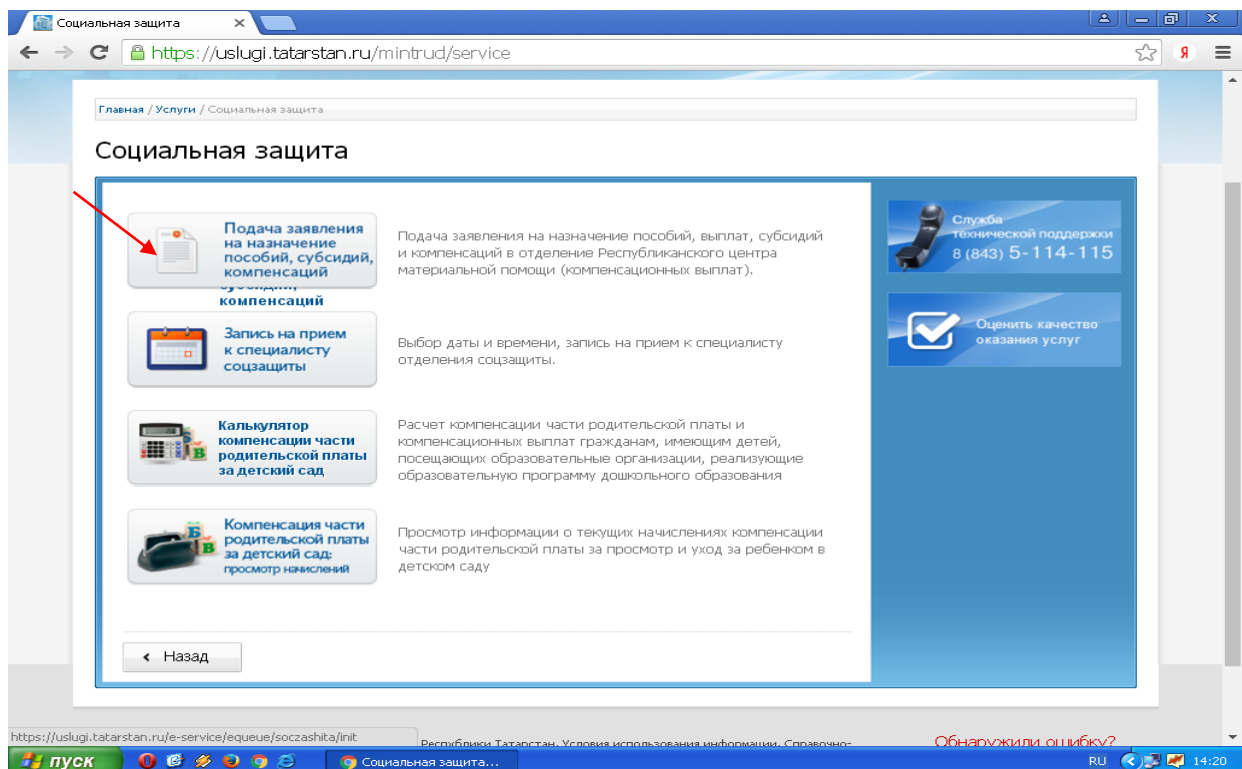 Социальная защита
https://uslugi.tatarstan.ru/mintrud/service
Я
Главная / Услуги / Социальная защита
Социальная защита
Подача заявления
на назначение
пособий, субсидий,
компенсаций
компенсаций
Подача заявления на назначение пособий, выплат, субсидий
и компенсаций в отделение Республиканского центра
материальной помощи (компенсационных выплат).
Запись на прием
к специалисту
соцзащиты
Выбор даты и времени, запись на прием к специалисту
отделения соцзащиты.
Калькулятор
компенсации части
родительской платы
за детский сад
Расчет компенсации части родительской платы и
компенсационных выплат гражданам, имеющим детей,
посещающих образовательные организации, реализующие
образовательную программу дошкольного образования
Компенсация части
родительской платы
за детский сад:
просмотр начислений
Просмотр информации о текущих начислениях компенсации
части родительской платы за просмотр и уход за ребенком в
детском саду
Служба
технической поддержки
8 (843) 5-114-115
Оценить качество
оказания услуг
Назад
https://uslugi.tatarstan.ru/e-service/equeue/soczashita/init
Республики Татарстан. Условия использования информации. Справочно-
Обнаружили ошибку?
пуск
Социальная защита...
RU
14:20